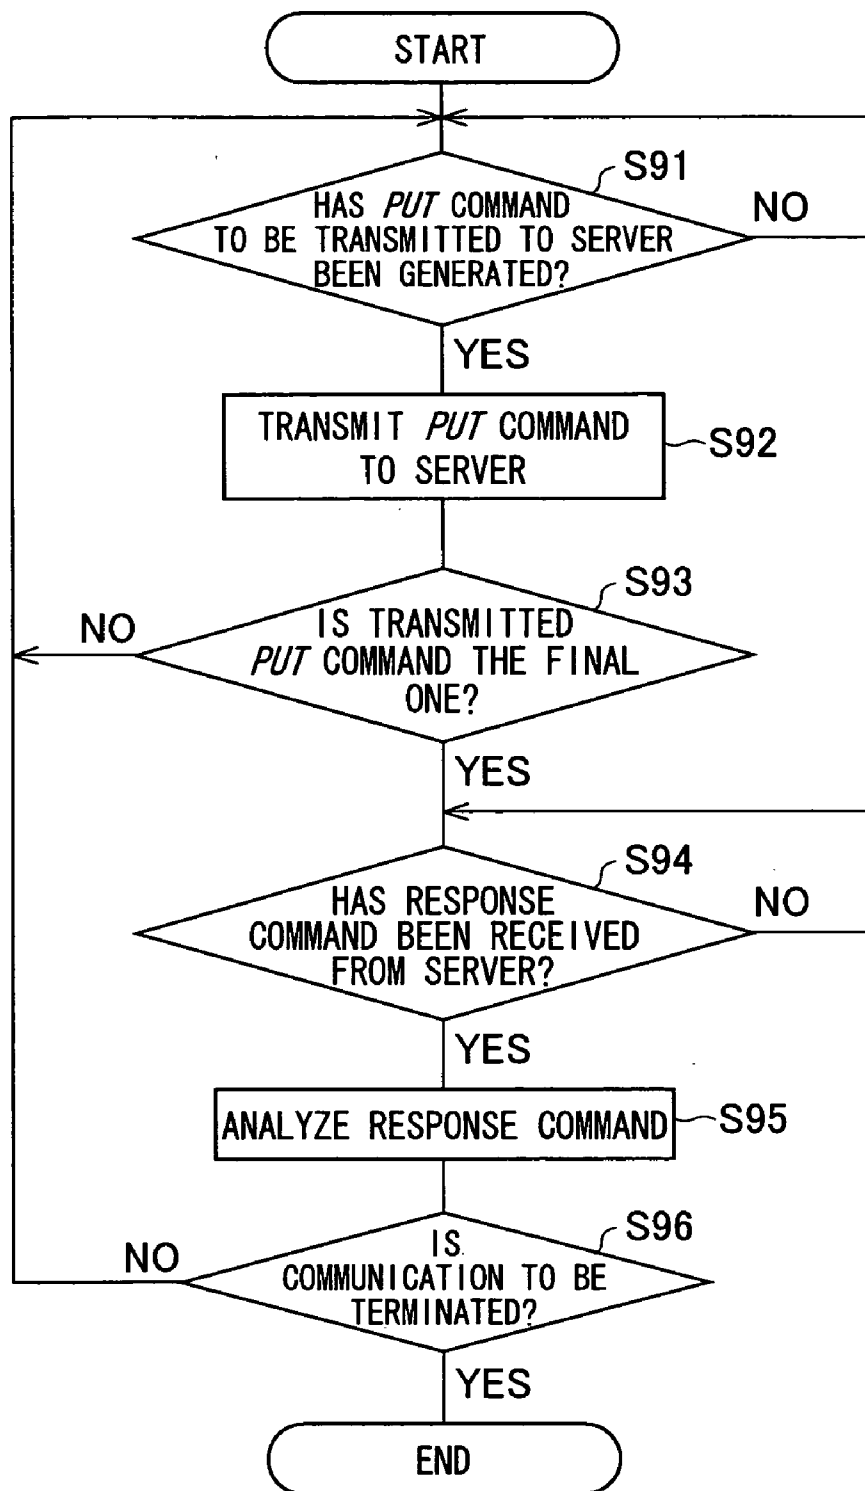 START
S91
HAS PUT COMMAND
TO BE TRANSMITTED TO SERVER
BEEN GENERATED?
NO
YES
TRANSMIT PUT COMMAND
TO SERVER
S92
S93
IS TRANSMITTED
PUT COMMAND THE FINAL
ONE?
NO
YES
S94
HAS RESPONSE
COMMAND BEEN RECEIVED
FROM SERVER?
NO
YES
ANALYZE RESPONSE COMMAND
S95
S96
IS
COMMUNICATION TO BE
TERMINATED?
NO
YES
END